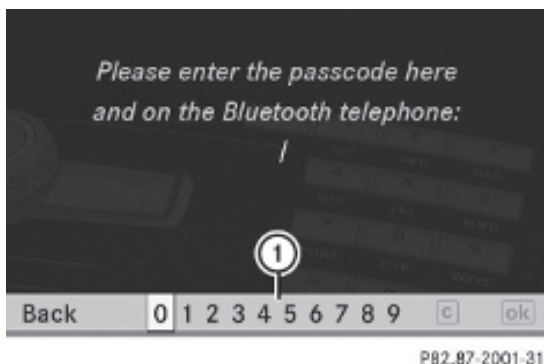 Please enter the passcode here
and on the Bluetooth telephone:
1
Back 0 1 2 3 4 5 6 7 8 9 c ok
P82.87-2001-31